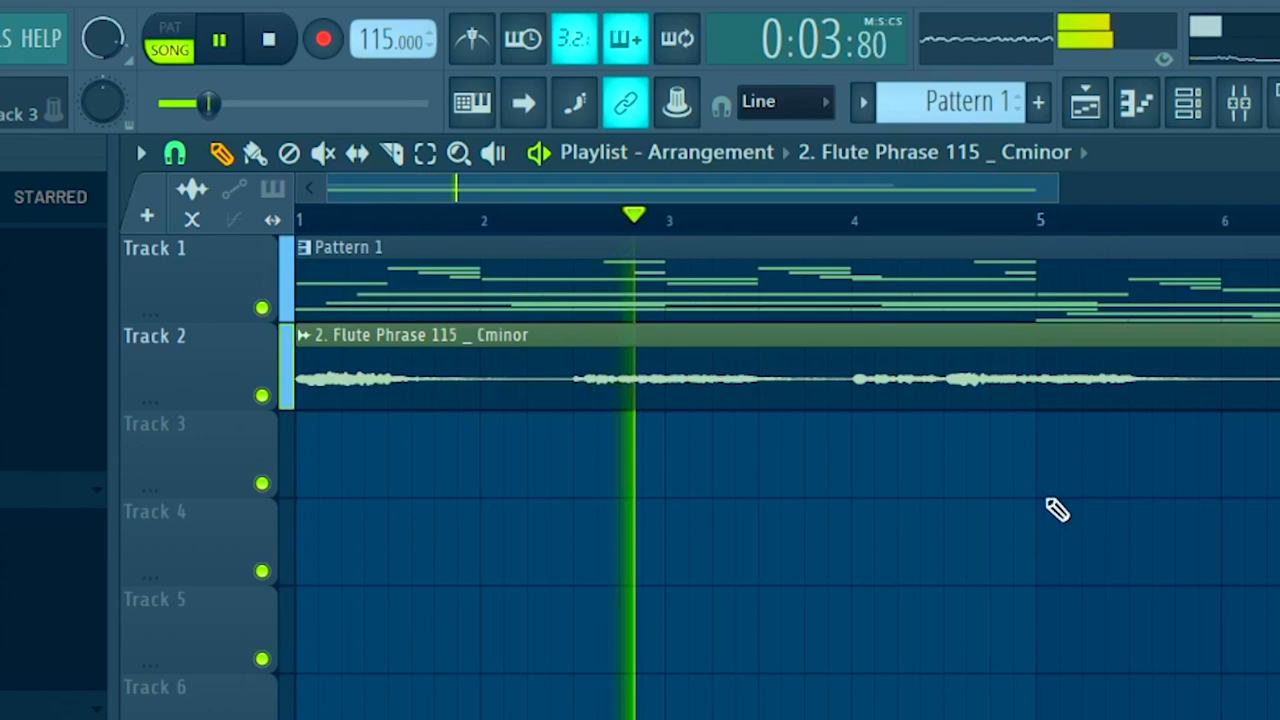 LS HELP
PAT
SONG
115.000
3.2.
0:03:80
M:S:CS
ack 3
Line
Pattern 1
+
Playlist - Arrangement
2. Flute Phrase 115 _ Cminor
STARRED
1 2 3 4 5 6
Track 1
Pattern 1
Track 2
2. Flute Phrase 115 _ Cminor
Track 3
Track 4
Track 5
Track 6